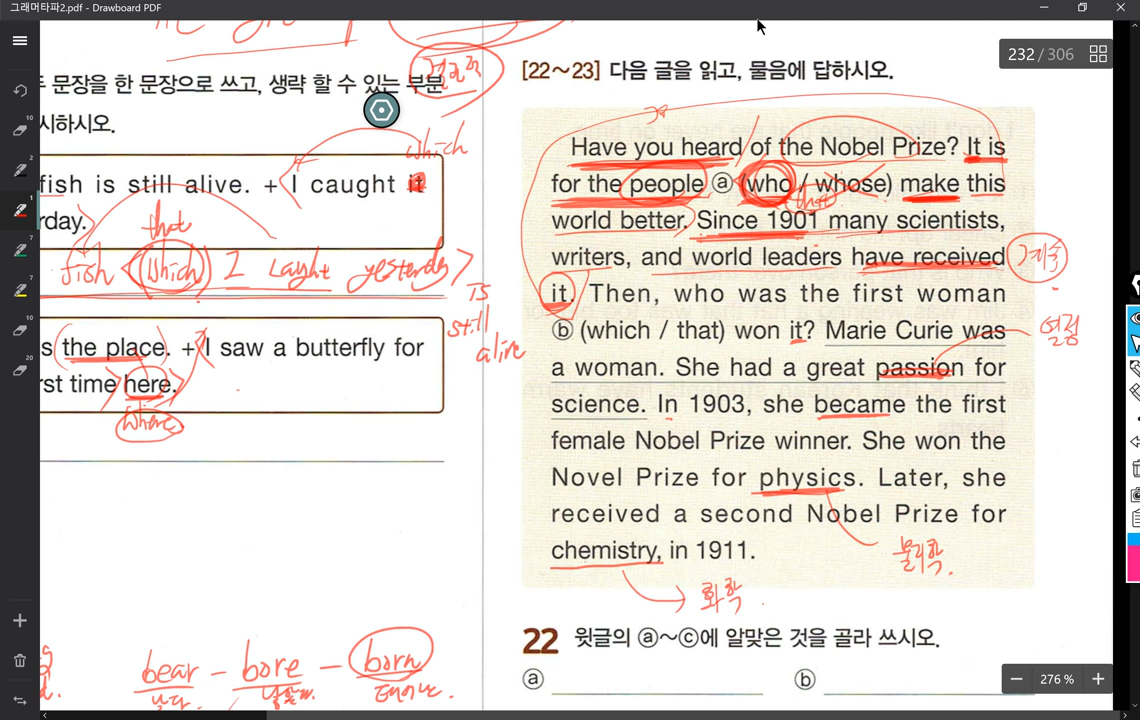 그래머타파2.pdf - Drawboard PDF
232 / 306
두 문장을 한 문장으로 쓰고, 생략 할 수 있는 부분
시하시오.
which
fish is still alive. + I caught it
rday.
that
fish which I caught yesterday
is
still
alive
s the place. + I saw a butterfly for
rst time here.
where
bear - bore - born
[22~23] 다음 글을 읽고, 물음에 답하시오.
Have you heard of the Nobel Prize? It is
for the people ⓐ (who / whose) make this
that
world better. Since 1901 many scientists,
writers, and world leaders have received
계속
it. Then, who was the first woman
ⓑ (which / that) won it? Marie Curie was
열정
a woman. She had a great passion for
science. In 1903, she became the first
female Nobel Prize winner. She won the
Novel Prize for physics. Later, she
received a second Nobel Prize for
chemistry, in 1911.
물리학.
화학
22 윗글의 ⓐ~ⓒ에 알맞은 것을 골라 쓰시오.
ⓐ ⓑ
276 %